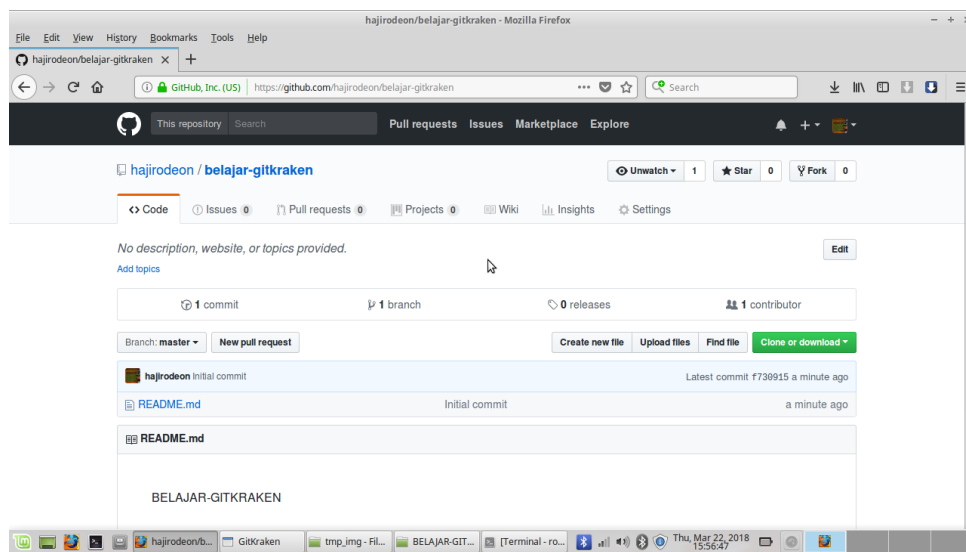 hajirodeon/belajar-gitkraken - Mozilla Firefox
File Edit View History Bookmarks Tools Help
hajirodeon/belajar-gitkraken
GitHub, Inc. (US) https://github.com/hajirodeon/belajar-gitkraken Search
This repository Search Pull requests Issues Marketplace Explore
hajirodeon / belajar-gitkraken Unwatch 1 Star 0 Fork 0
Code Issues 0 Pull requests 0 Projects 0 Wiki Insights Settings
No description, website, or topics provided. Edit
Add topics
1 commit 1 branch 0 releases 1 contributor
Branch: master New pull request Create new file Upload files Find file Clone or download
hajirodeon Initial commit Latest commit f730915 a minute ago
README.md Initial commit a minute ago
README.md
BELAJAR-GITKRAKEN
hajirodeon/b... GitKraken tmp_img - Fil... BELAJAR-GIT... [Terminal - ro... Thu, Mar 22, 2018
15:56:47